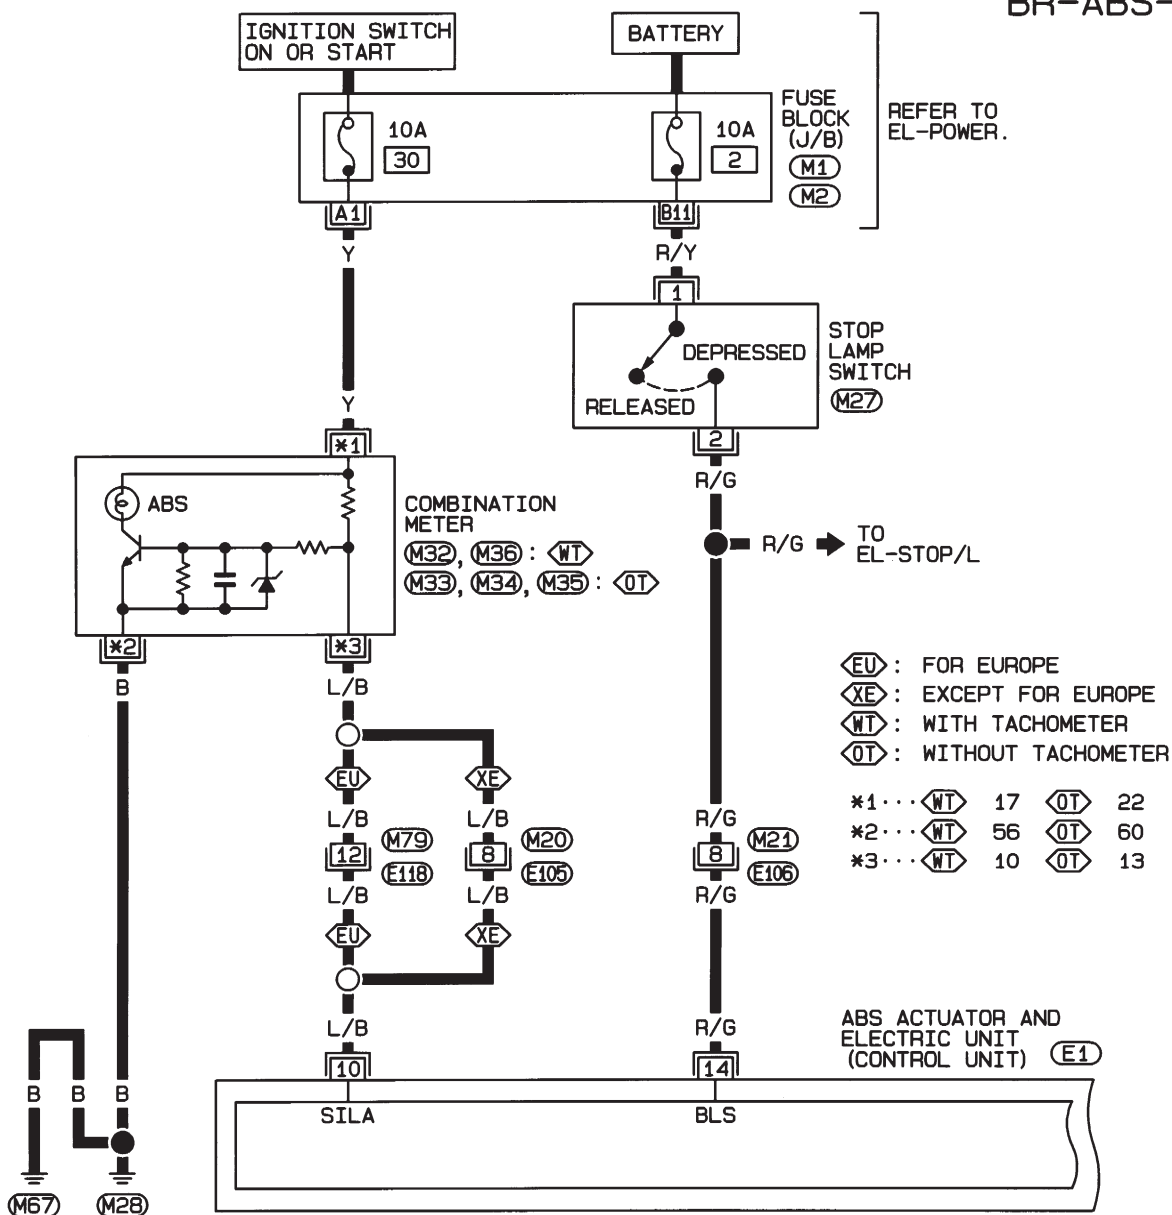 BR-ABS-
IGNITION SWITCH
ON OR START
BATTERY
10A
30
10A
2
FUSE
BLOCK
(J/B)
M1
M2
REFER TO
EL-POWER.
A1
B11
Y
R/Y
1
DEPRESSED
RELEASED
STOP
LAMP
SWITCH
M27
Y
*1
2
R/G
ABS
COMBINATION
METER
M32, M36 : WT
M33, M34, M35 : OT
R/G
TO
EL-STOP/L
*2
*3
B
L/B
EU : FOR EUROPE
XE : EXCEPT FOR EUROPE
WT : WITH TACHOMETER
OT : WITHOUT TACHOMETER
*1··· WT 17 OT 22
*2··· WT 56 OT 60
*3··· WT 10 OT 13
EU
XE
L/B
L/B
R/G
12
M79
E118
8
M20
E105
8
M21
E106
L/B
L/B
R/G
EU
XE
L/B
R/G
ABS ACTUATOR AND
ELECTRIC UNIT
(CONTROL UNIT)
E1
10
14
SILA
BLS
B
B
B
M67
M28